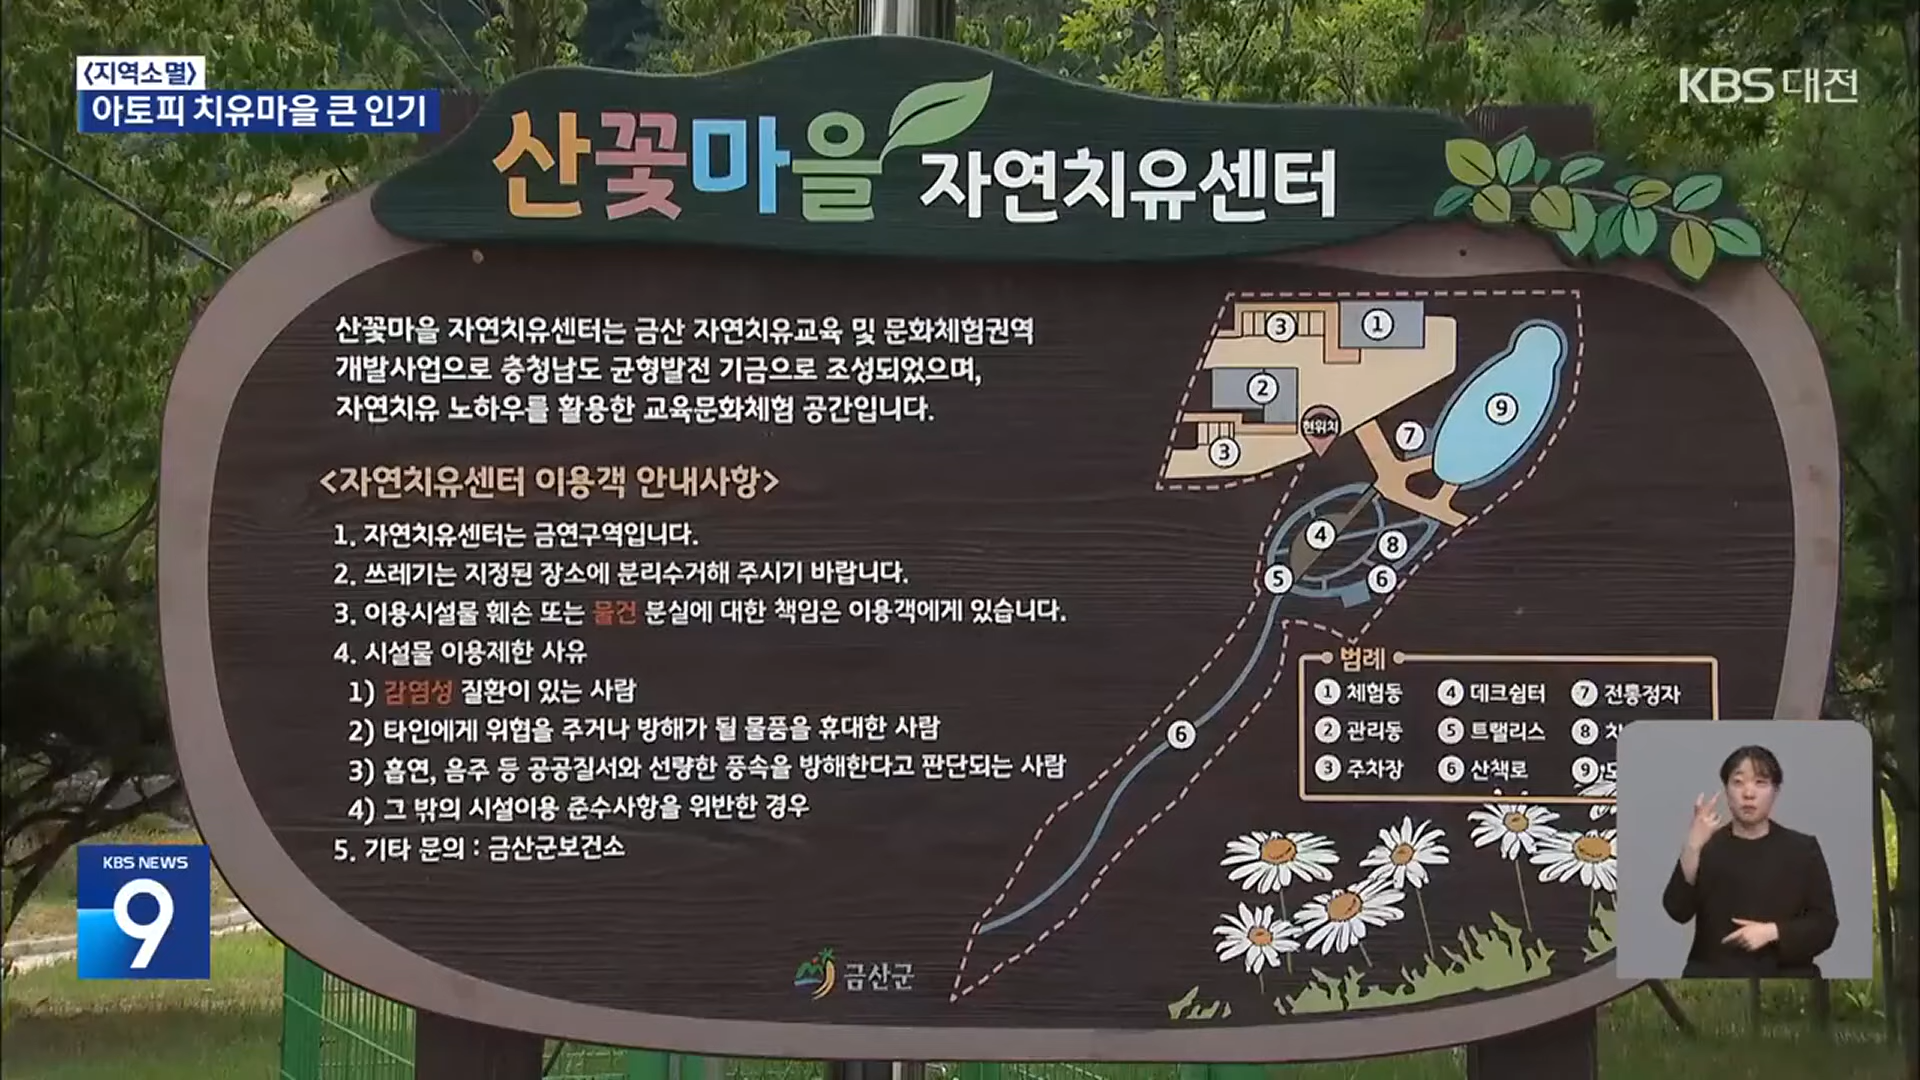 <지역소멸>
아토피 치유마을 큰 인기
KBS 대전
산꽃마을 자연치유센터
산꽃마을 자연치유센터는 금산 자연치유교육 및 문화체험권역
개발사업으로 충청남도 균형발전 기금으로 조성되었으며,
자연치유 노하우를 활용한 교육문화체험 공간입니다.
<자연치유센터 이용객 안내사항>
1. 자연치유센터는 금연구역입니다.
2. 쓰레기는 지정된 장소에 분리수거해 주시기 바랍니다.
3. 이용시설물 훼손 또는 물건 분실에 대한 책임은 이용객에게 있습니다.
4. 시설물 이용제한 사유
1) 감염성 질환이 있는 사람
2) 타인에게 위협을 주거나 방해가 될 물품을 휴대한 사람
3) 흡연, 음주 등 공공질서와 선량한 풍속을 방해한다고 판단되는 사람
4) 그 밖의 시설이용 준수사항을 위반한 경우
5. 기타 문의 : 금산군보건소
3 1
2
9
현위치
7
3
4
8
5 6
6
범례
1 체험동 4 데크쉼터 7 전통정자
2 관리동 5 트랠리스 8
3 주차장 6 산책로 9
금산군
KBS NEWS
9